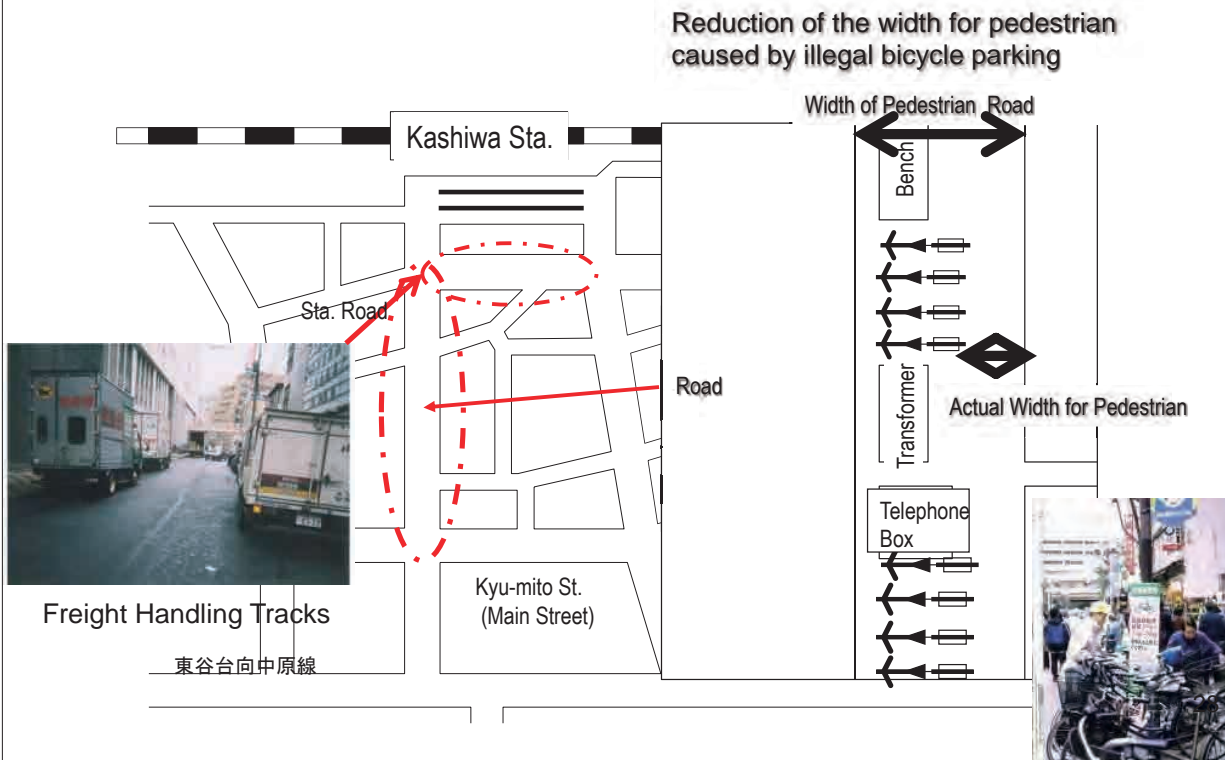 Reduction of the width for pedestrian
caused by illegal bicycle parking
Width of Pedestrian Road
Kashiwa Sta.
Bench
Sta. Road
Road
Transformer
Actual Width for Pedestrian
Telephone
Box
Kyu-mito St.
(Main Street)
Freight Handling Tracks
東谷台向中原線